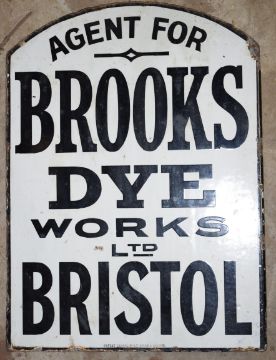 AGENT FOR
BROOKS
DYE
WORKS
LTD
BRISTOL